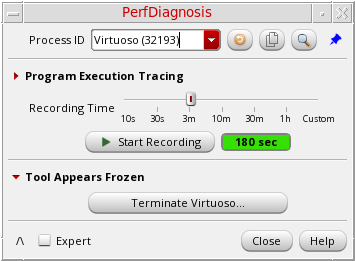 PerfDiagnosis
Process ID Virtuoso (32193)
Program Execution Tracing
Recording Time
10s 30s 3m 10m 30m 1h Custom
Start Recording 180 sec
Tool Appears Frozen
Terminate Virtuoso...
Expert Close Help